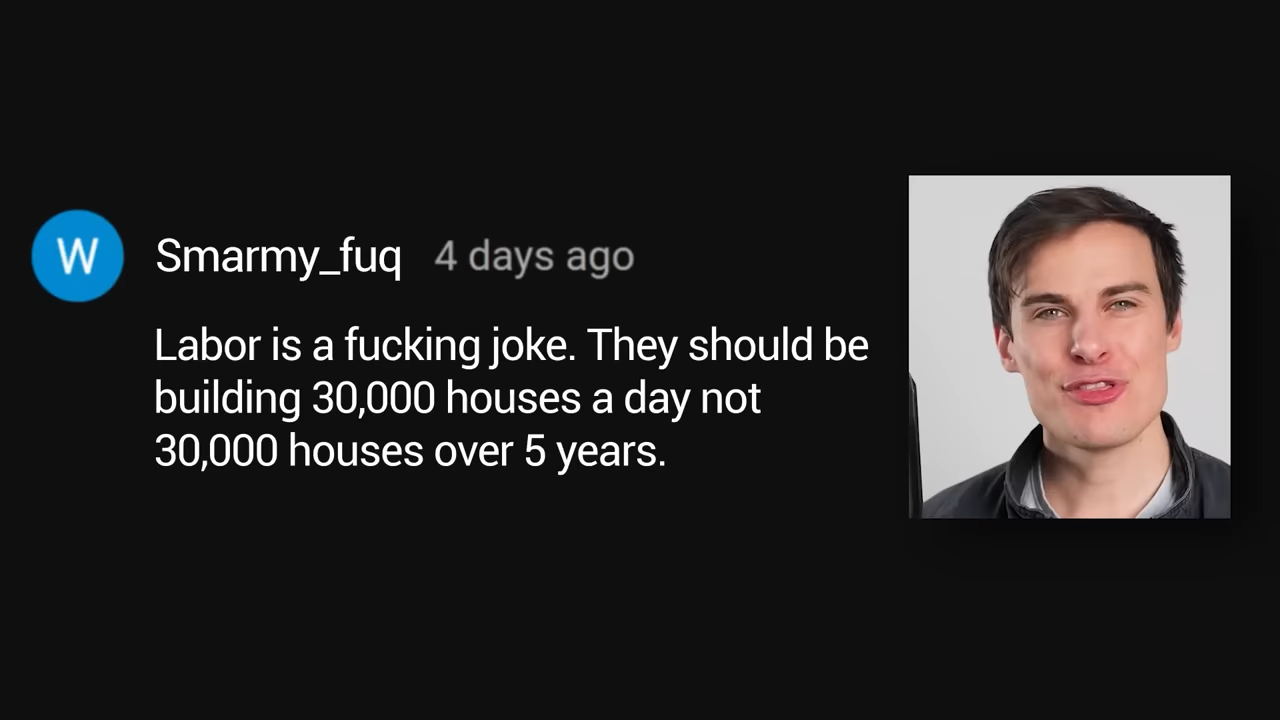 W
Smarmy_fuq 4 days ago
Labor is a fucking joke. They should be
building 30,000 houses a day not
30,000 houses over 5 years.